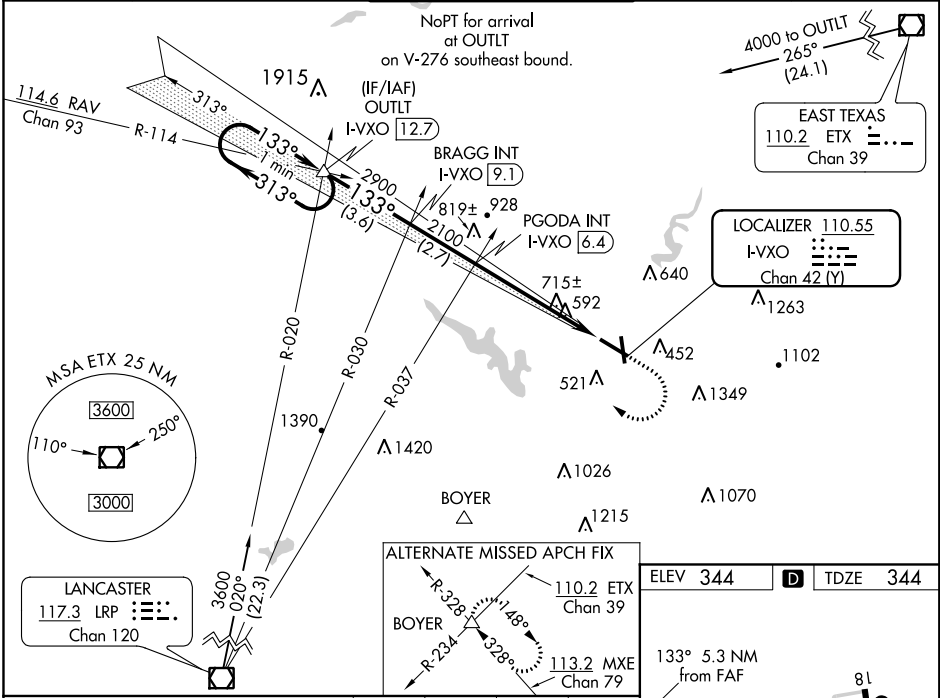 NoPT for arrival
at OUTLT
on V-276 southeast bound.
4000 to OUTLT
265°
(24.1)
EAST TEXAS
110.2 ETX
Chan 39
1915
(IF/IAF)
OUTLT
I-VXO 12.7
114.6 RAV
Chan 93
R-114
313°
133°
1 min
313°
BRAGG INT
I-VXO 9.1
2900
133°
(3.6)
819±
928
2100
(2.7)
PGODA INT
I-VXO 6.4
LOCALIZER 110.55
I-VXO
Chan 42 (Y)
640
715±
592
1263
452
1102
521
1349
R-020
R-030
R-037
MSA ETX 25 NM
3600
110°
250°
3000
1390
1420
1026
1070
BOYER
1215
LANCASTER
117.3 LRP
Chan 120
3600
020°
(22.3)
ALTERNATE MISSED APCH FIX
R-328
110.2 ETX
Chan 39
BOYER
148°
R-234
328°
113.2 MXE
Chan 79
ELEV 344
D
TDZE 344
133° 5.3 NM
from FAF
18